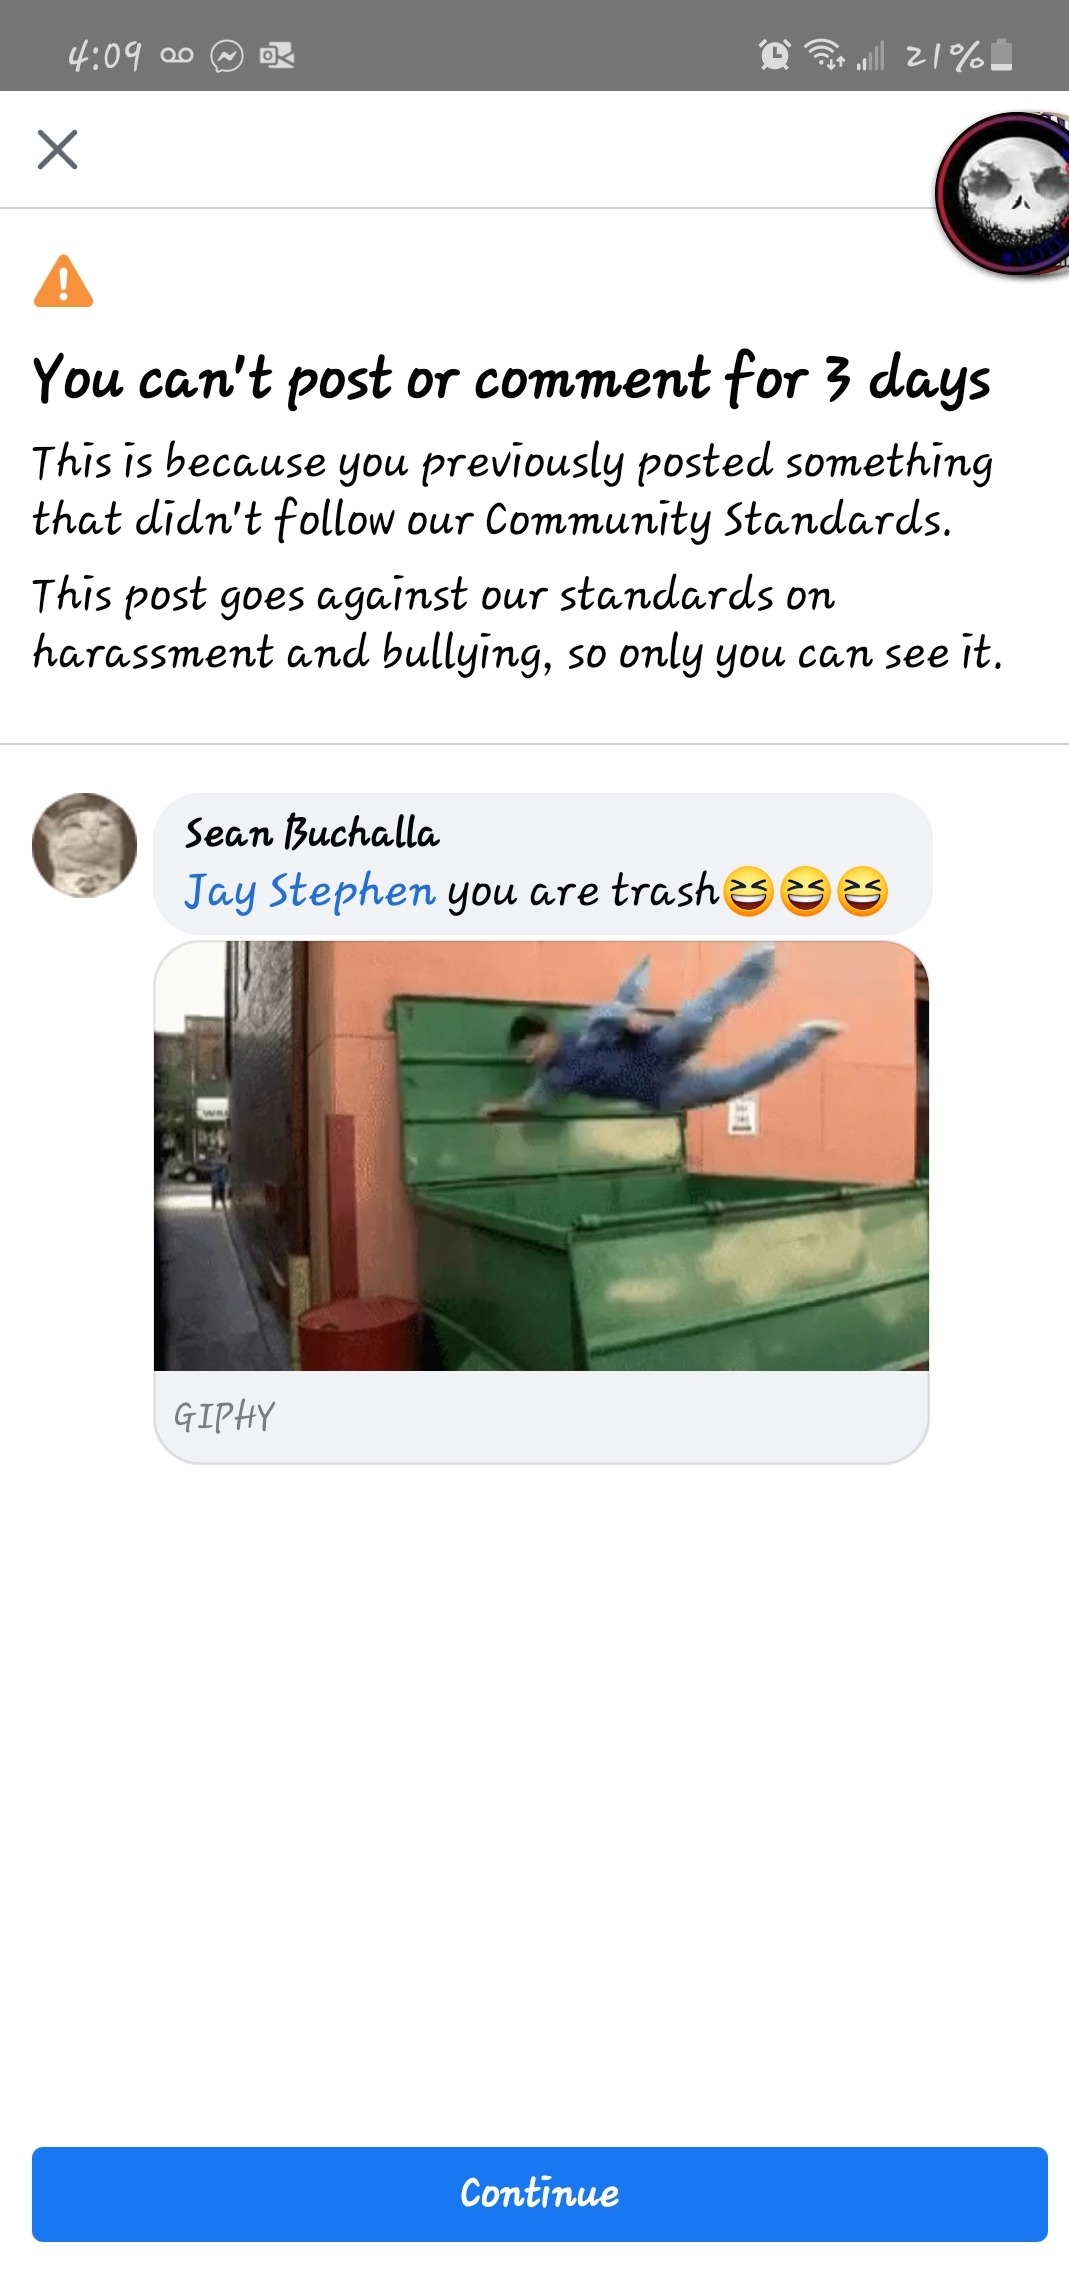 4:09
21%
VOTE
You can't post or comment for 3 days
This is because you previously posted something
that didn't follow our Community Standards.
This post goes against our standards on
harassment and bullying, so only you can see it.
Sean Buchalla
Jay Stephen you are trash😆😆😆
GIPHY
Continue